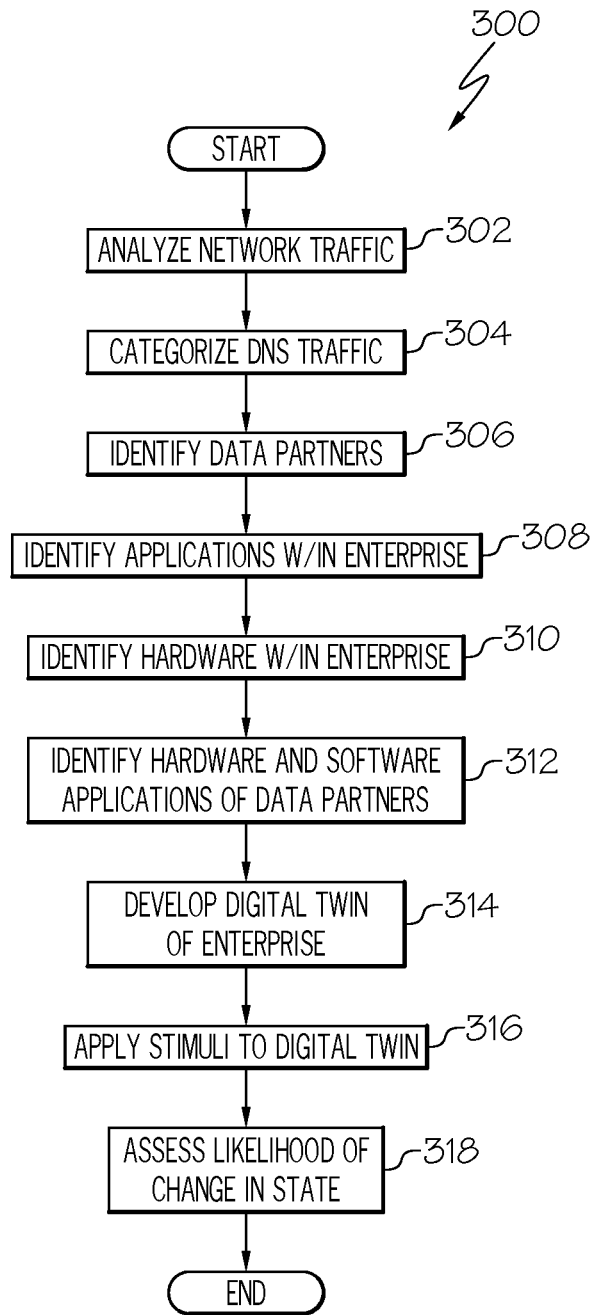 300
START
ANALYZE NETWORK TRAFFIC
302
CATEGORIZE DNS TRAFFIC
304
IDENTIFY DATA PARTNERS
306
IDENTIFY APPLICATIONS W/IN ENTERPRISE
308
IDENTIFY HARDWARE W/IN ENTERPRISE
310
IDENTIFY HARDWARE AND SOFTWARE
APPLICATIONS OF DATA PARTNERS
312
DEVELOP DIGITAL TWIN
OF ENTERPRISE
314
APPLY STIMULI TO DIGITAL TWIN
316
ASSESS LIKELIHOOD OF
CHANGE IN STATE
318
END